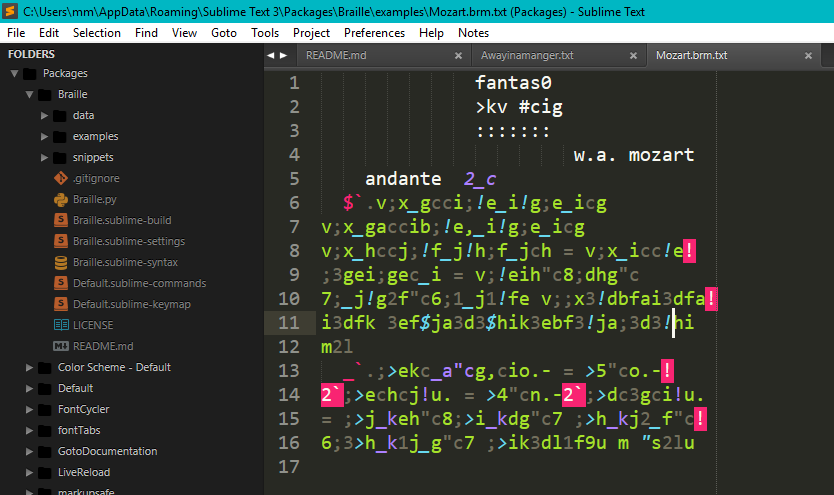 C:\Users\mm\AppData\Roaming\Sublime Text 3\Packages\Braille\examples\Mozart.brm.txt (Packages) - Sublime Text
File Edit Selection Find View Goto Tools Project Preferences Help Notes
FOLDERS
Packages
Braille
data
examples
snippets
.gitignore
Braille.py
Braille.sublime-build
Braille.sublime-settings
Braille.sublime-syntax
Default.sublime-commands
Default.sublime-keymap
LICENSE
README.md
Color Scheme - Default
Default
FontCycler
fontTabs
GotoDocumentation
LiveReload
markupsafe
README.md × Awayinamanger.txt × Mozart.brm.txt ×
1 fantas0
2 >kv #cig
3 :::::::
4 w.a. mozart
5 andante 2_c
6 $`.v;x_gcci;!e_i!g;e_icg
7 v;x_gaccib;!e,_i!g;e_icg
8 v;x_hccj;!f_j!h;f_jch = v;x_icc!e!
9 ;3gei;gec_i = v;!eih"c8;dhg"c
10 7;_j!g2f"c6;1_j1!fe v;;x3!dbfai3dfa!
11 i3dfk 3ef$ja3d3$hik3ebf3!ja;3d3!hi
12 m2l
13 _`.;>ekc_a"cg,cio.- = >5"co.-!
14 2`;>echcj!u. = >4"cn.-2`;>dc3gci!u.
15 = ;>j_keh"c8;>i_kdg"c7 ;>h_kj2_f"c!
16 6;3>h_k1j_g"c7 ;>ik3dl1f9u m "s2lu
17